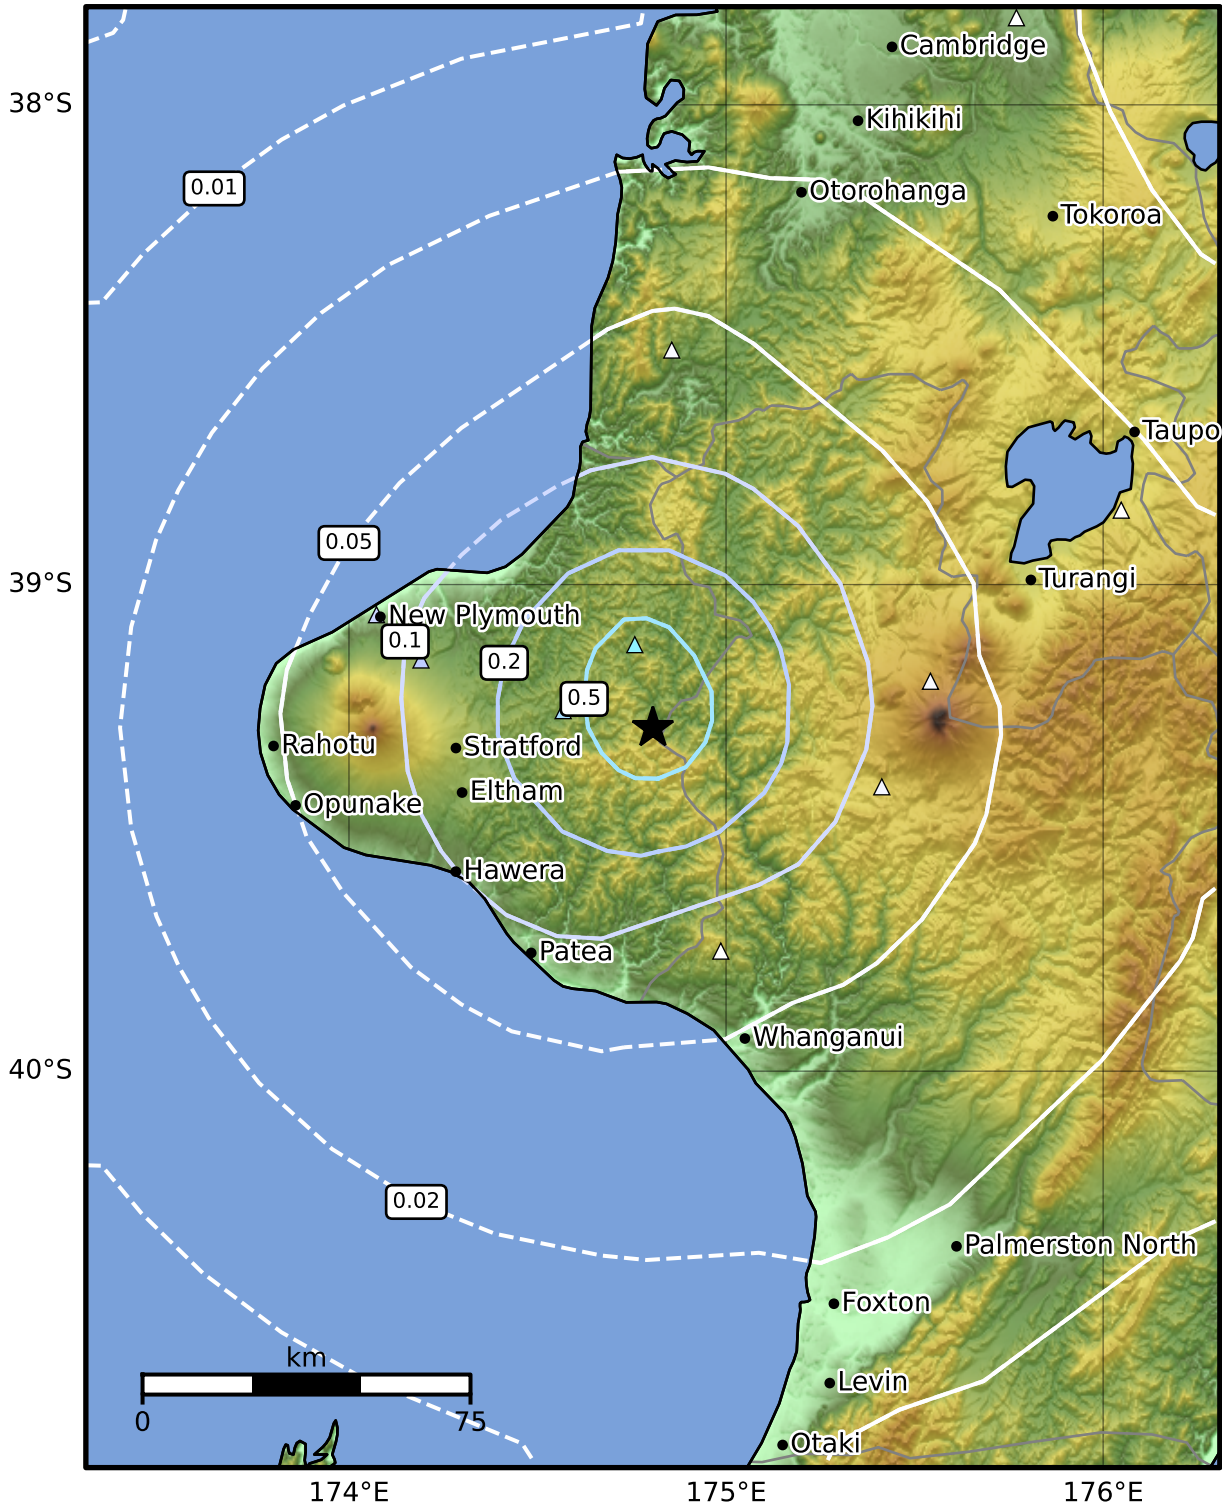 Cambridge
38°S
Kihikihi
0.01
Otorohanga
Tokoroa
Taupo
0.05
39°S
Turangi
New Plymouth
0.1
0.2
0.5
Rahotu
Stratford
Eltham
Opunake
Hawera
Patea
Whanganui
40°S
0.02
Palmerston North
Foxton
km
Levin
0
75
Otaki
174°E
175°E
176°E